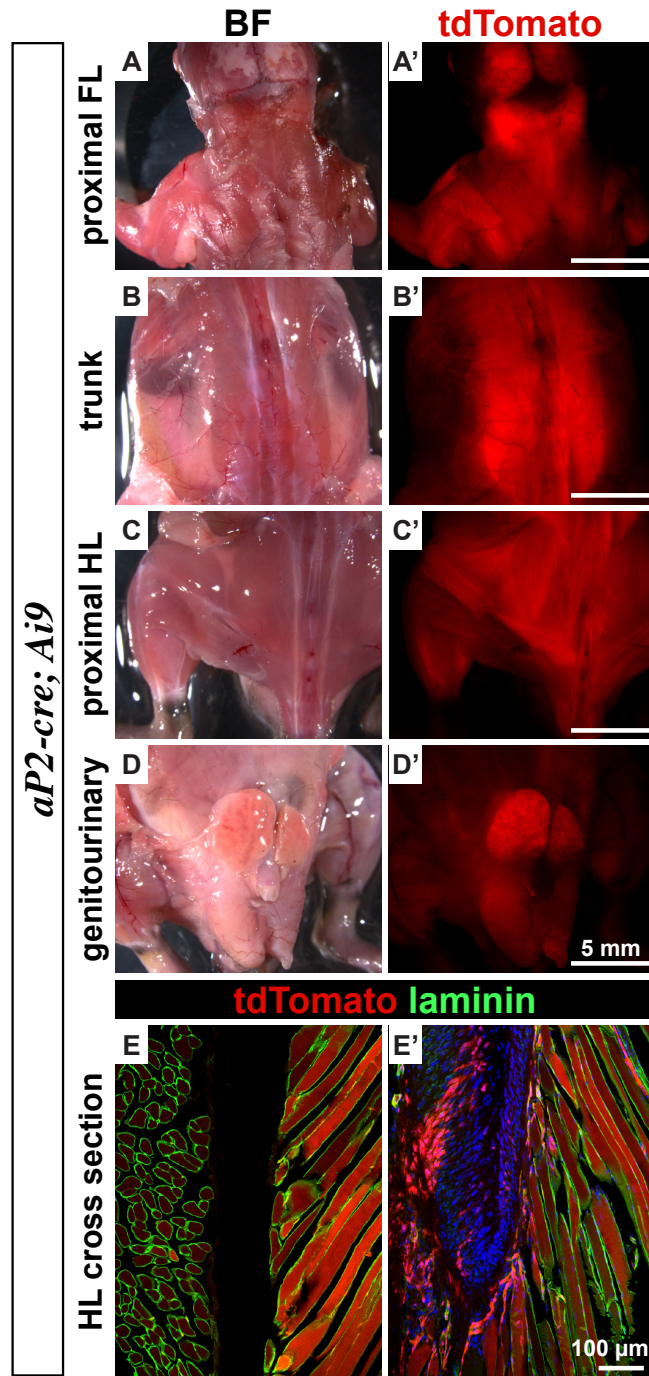 BF tdTomato
aP2-cre; Ai9
proximal FL
A A'
trunk
B B'
proximal HL
C C'
genitourinary
D D'
5 mm
tdTomato laminin
HL cross section
E E'
100 µm